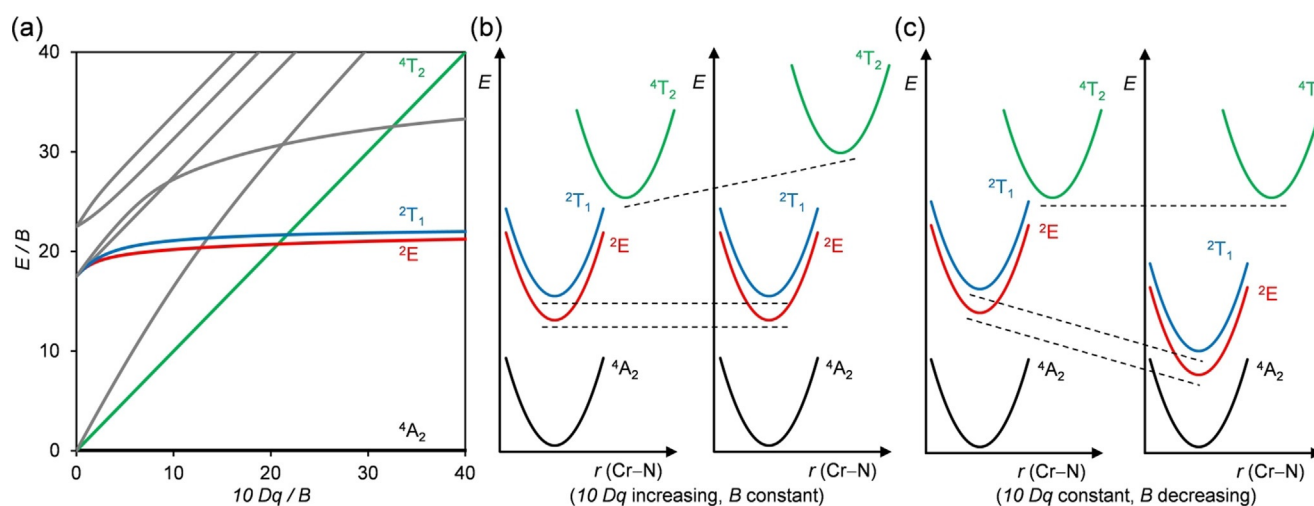 (a)
40
30
20
10
0
E / B
0
10
20
30
40
10 Dq / B
⁴T₂
²T₁
²E
⁴A₂
(b)
E
⁴T₂
²T₁
²E
⁴A₂
r (Cr–N)
E
⁴T₂
²T₁
²E
⁴A₂
r (Cr–N)
(10 Dq increasing, B constant)
(c)
E
⁴T₂
²T₁
²E
⁴A₂
r (Cr–N)
E
⁴T
²T₁
²E
⁴A₂
r (Cr–N)
(10 Dq constant, B decreasing)